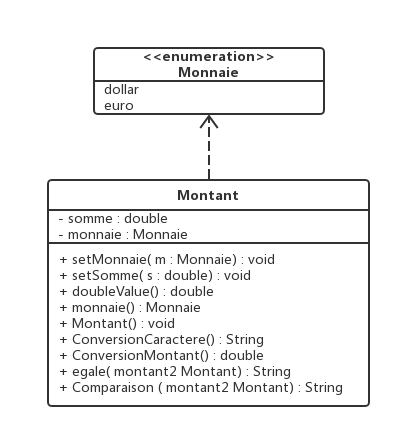 <<enumeration>>
Monnaie
dollar
euro
Montant
- somme : double
- monnaie : Monnaie
+ setMonnaie( m : Monnaie) : void
+ setSomme( s : double) : void
+ doubleValue() : double
+ monnaie() : Monnaie
+ Montant() : void
+ ConversionCaractere() : String
+ ConversionMontant() : double
+ egale( montant2 Montant) : String
+ Comparaison ( montant2 Montant) : String